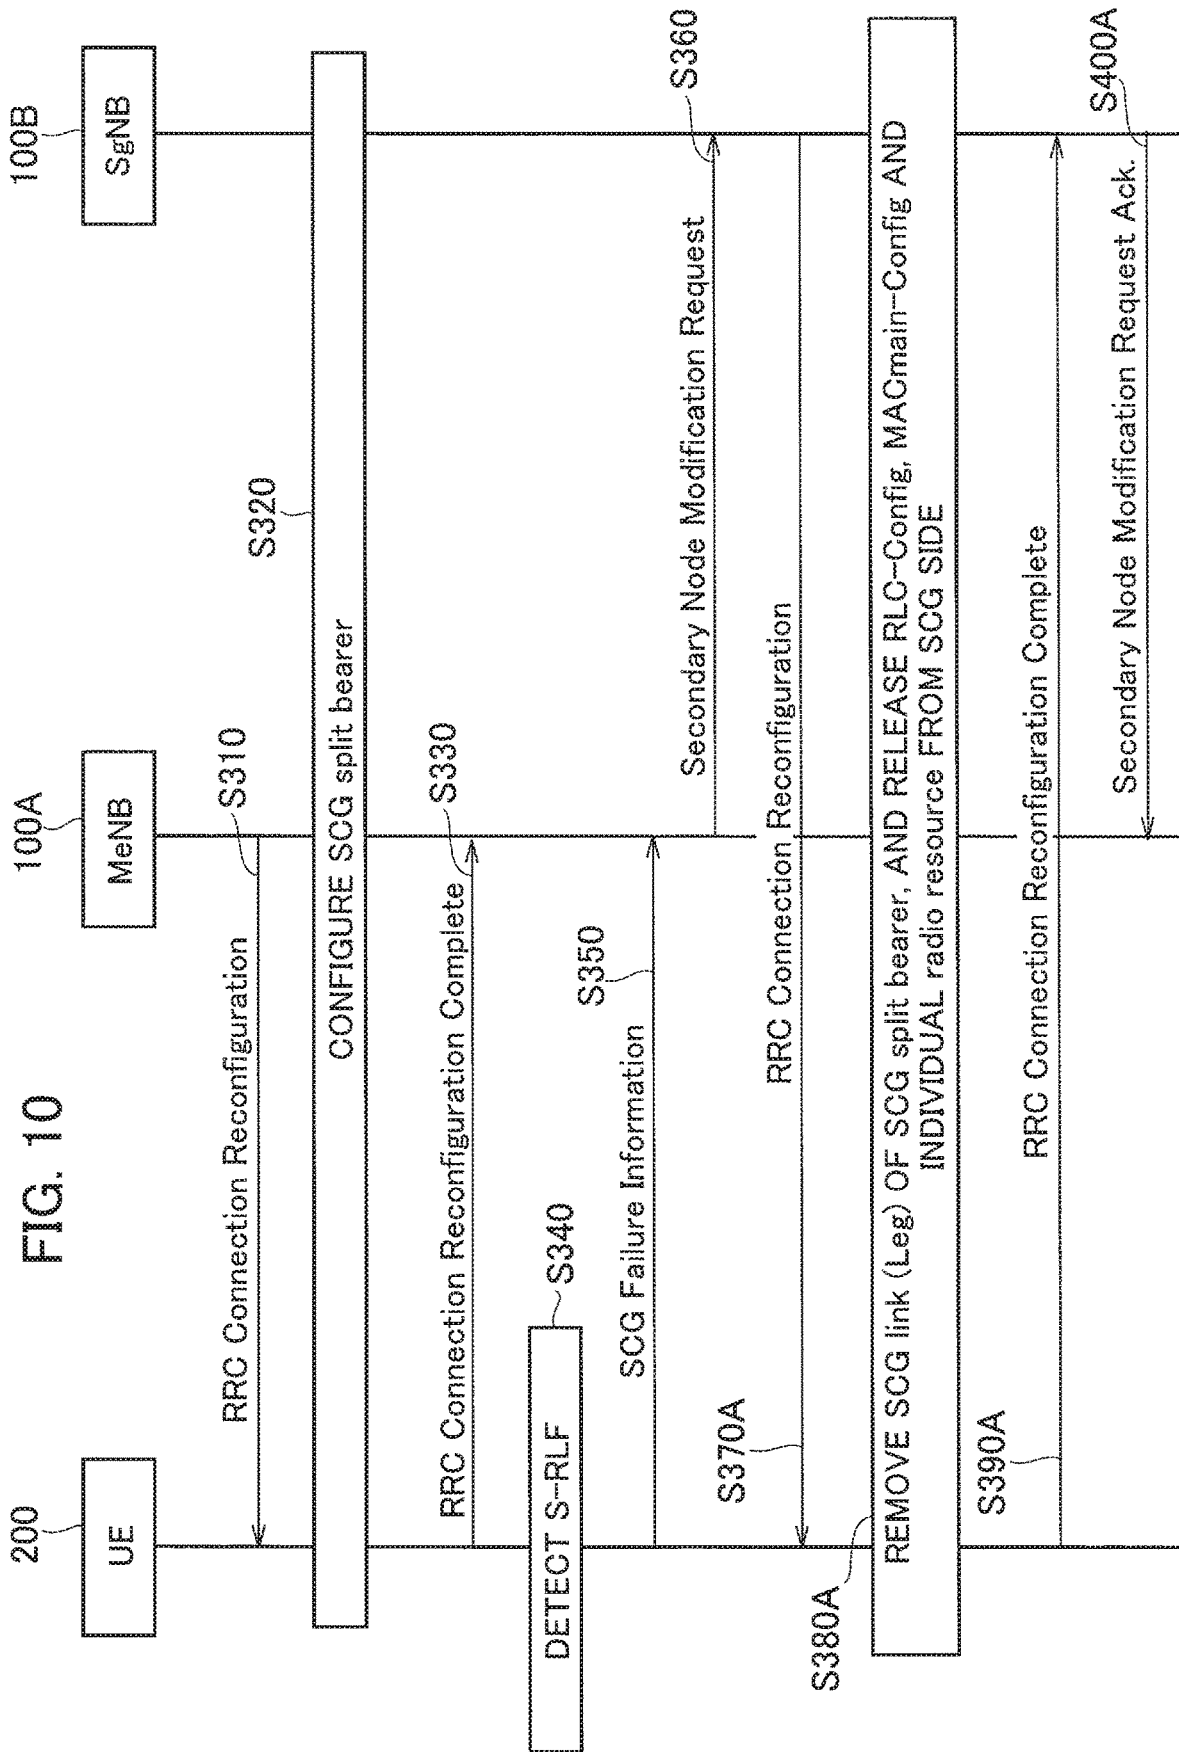 FIG. 10
200
UE
100A
MeNB
100B
SgNB
RRC Connection Reconfiguration
S310
S320
CONFIGURE SCG split bearer
RRC Connection Reconfiguration Complete
S330
DETECT S-RLF
S340
SCG Failure Information
S350
Secondary Node Modification Request
S360
S370A
RRC Connection Reconfiguration
S380A
REMOVE SCG link (Leg) OF SCG split bearer, AND RELEASE RLC-Config, MACmain-Config AND
INDIVIDUAL radio resource FROM SCG SIDE
S390A
RRC Connection Reconfiguration Complete
Secondary Node Modification Request Ack.
S400A